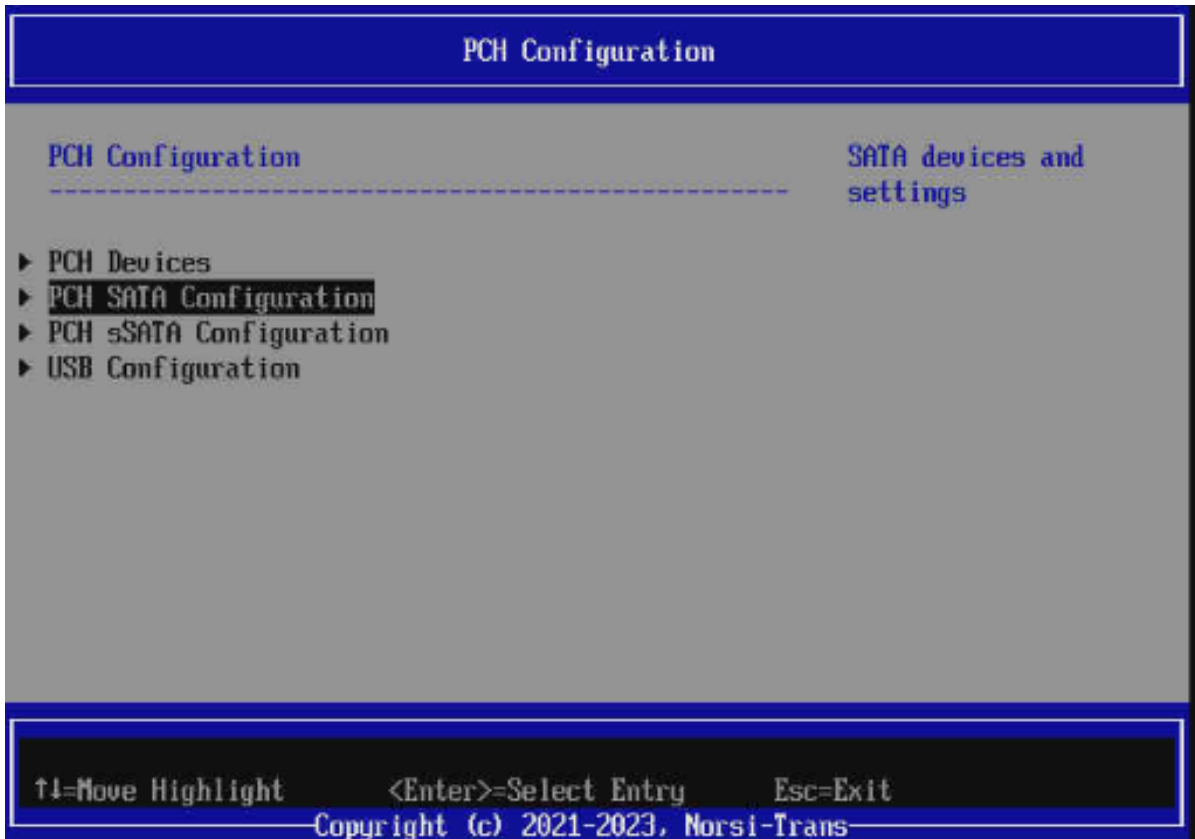 PCH Configuration
PCH Configuration
SATA devices and
settings
--------------------------------------------------
PCH Devices
PCH SATA Configuration
PCH sSATA Configuration
USB Configuration
↑↓=Move Highlight <Enter>=Select Entry Esc=Exit
Copyright (c) 2021-2023, Norsi-Trans